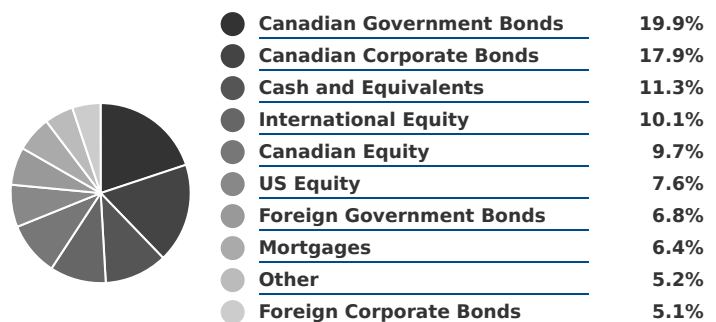 Canadian Government Bonds 19.9%
Canadian Corporate Bonds 17.9%
Cash and Equivalents 11.3%
International Equity 10.1%
Canadian Equity 9.7%
US Equity 7.6%
Foreign Government Bonds 6.8%
Mortgages 6.4%
Other 5.2%
Foreign Corporate Bonds 5.1%